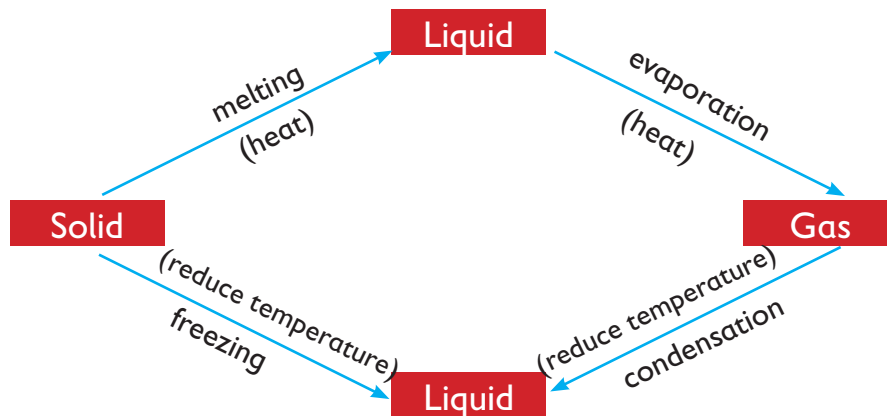 Liquid
melting
(heat)
evaporation
(heat)
Solid
Gas
(reduce temperature)
freezing
(reduce temperature)
condensation
Liquid